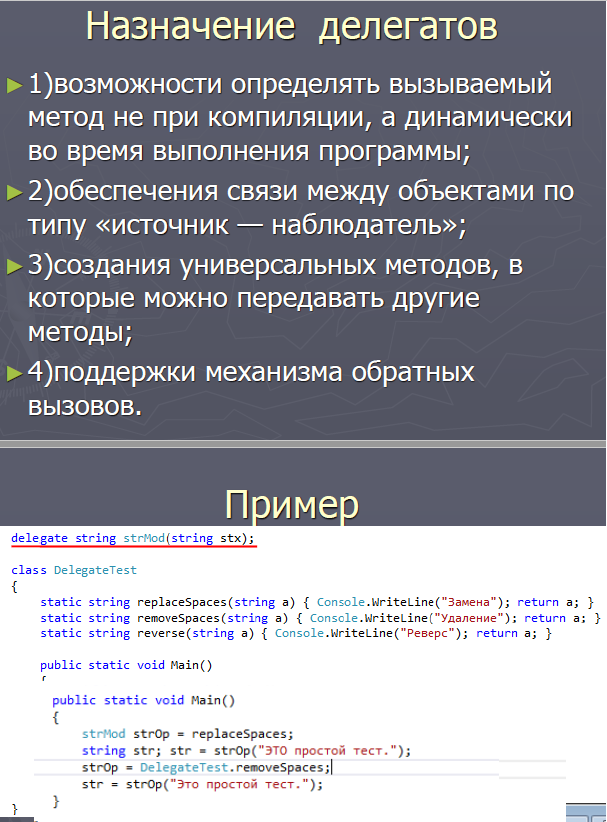 Назначение делегатов
►1)возможности определять вызываемый
метод не при компиляции, а динамически
во время выполнения программы;
►2)обеспечения связи между объектами по
типу «источник — наблюдатель»;
►3)создания универсальных методов, в
которые можно передавать другие
методы;
►4)поддержки механизма обратных
вызовов.
Пример
delegate string strMod(string stx);
class DelegateTest
{
static string replaceSpaces(string a) { Console.WriteLine("Замена"); return a; }
static string removeSpaces(string a) { Console.WriteLine("Удаление"); return a; }
static string reverse(string a) { Console.WriteLine("Реверс"); return a; }
public static void Main()
{
public static void Main()
{
strMod strOp = replaceSpaces;
string str; str = strOp("ЭТО простой тест.");
strOp = DelegateTest.removeSpaces;
str = strOp("Это простой тест.");
}
}